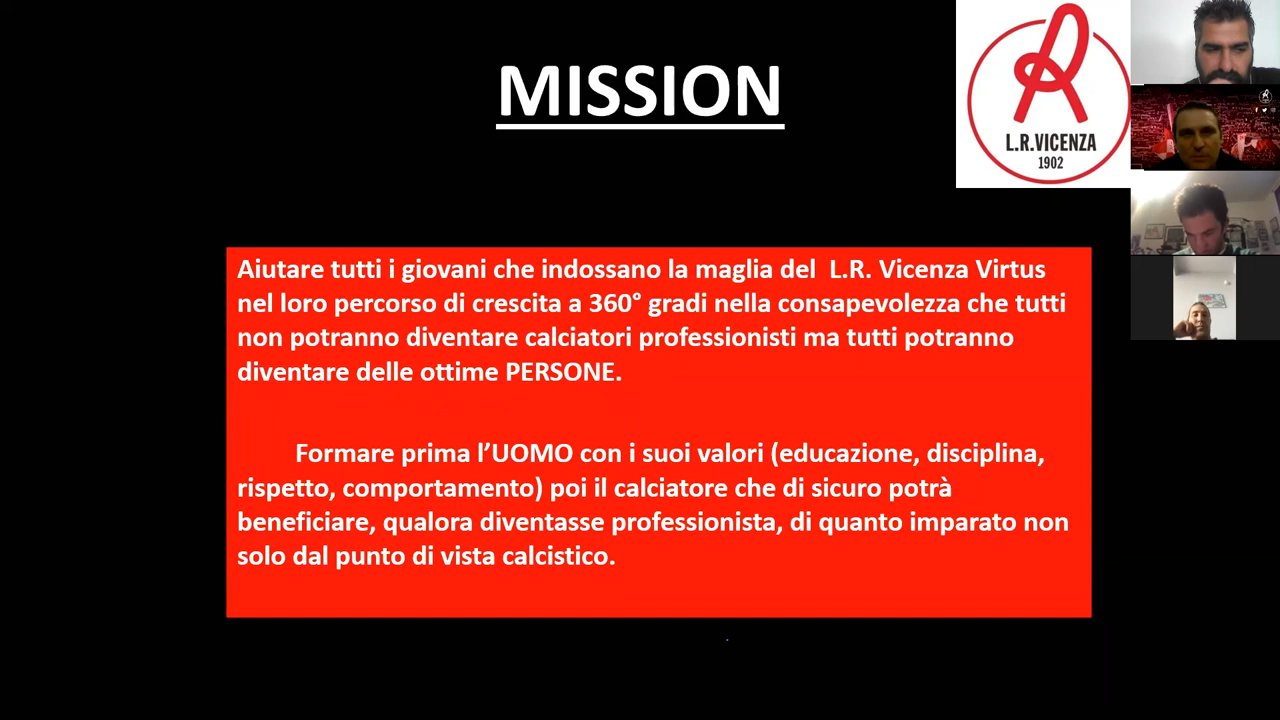 MISSION
L.R.VICENZA
1902
Aiutare tutti i giovani che indossano la maglia del L.R. Vicenza Virtus
nel loro percorso di crescita a 360° gradi nella consapevolezza che tutti
non potranno diventare calciatori professionisti ma tutti potranno
diventare delle ottime PERSONE.
Formare prima l’UOMO con i suoi valori (educazione, disciplina,
rispetto, comportamento) poi il calciatore che di sicuro potrà
beneficiare, qualora diventasse professionista, di quanto imparato non
solo dal punto di vista calcistico.